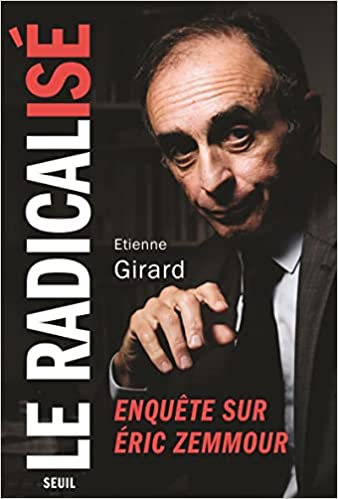 LE RADICALISÉ
Etienne
Girard
ENQUÊTE SUR
ÉRIC ZEMMOUR
SEUIL